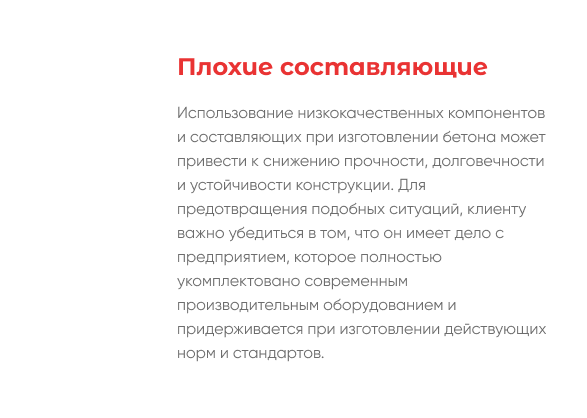 Плохие составляющие
Использование низкокачественных компонентов
и составляющих при изготовлении бетона может
привести к снижению прочности, долговечности
и устойчивости конструкции. Для
предотвращения подобных ситуаций, клиенту
важно убедиться в том, что он имеет дело с
предприятием, которое полностью
укомплектовано современным
производительным оборудованием и
придерживается при изготовлении действующих
норм и стандартов.